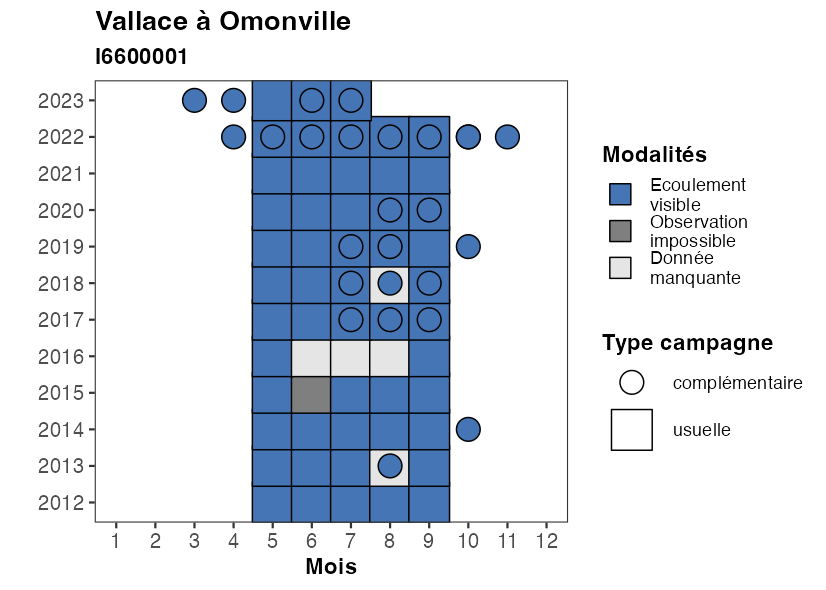 Vallace à Omonville
I6600001
2023
2022
2021
2020
2019
2018
2017
2016
2015
2014
2013
2012
1 2 3 4 5 6 7 8 9 10 11 12
Mois
Modalités
Ecoulement
visible
Observation
impossible
Donnée
manquante
Type campagne
complémentaire
usuelle